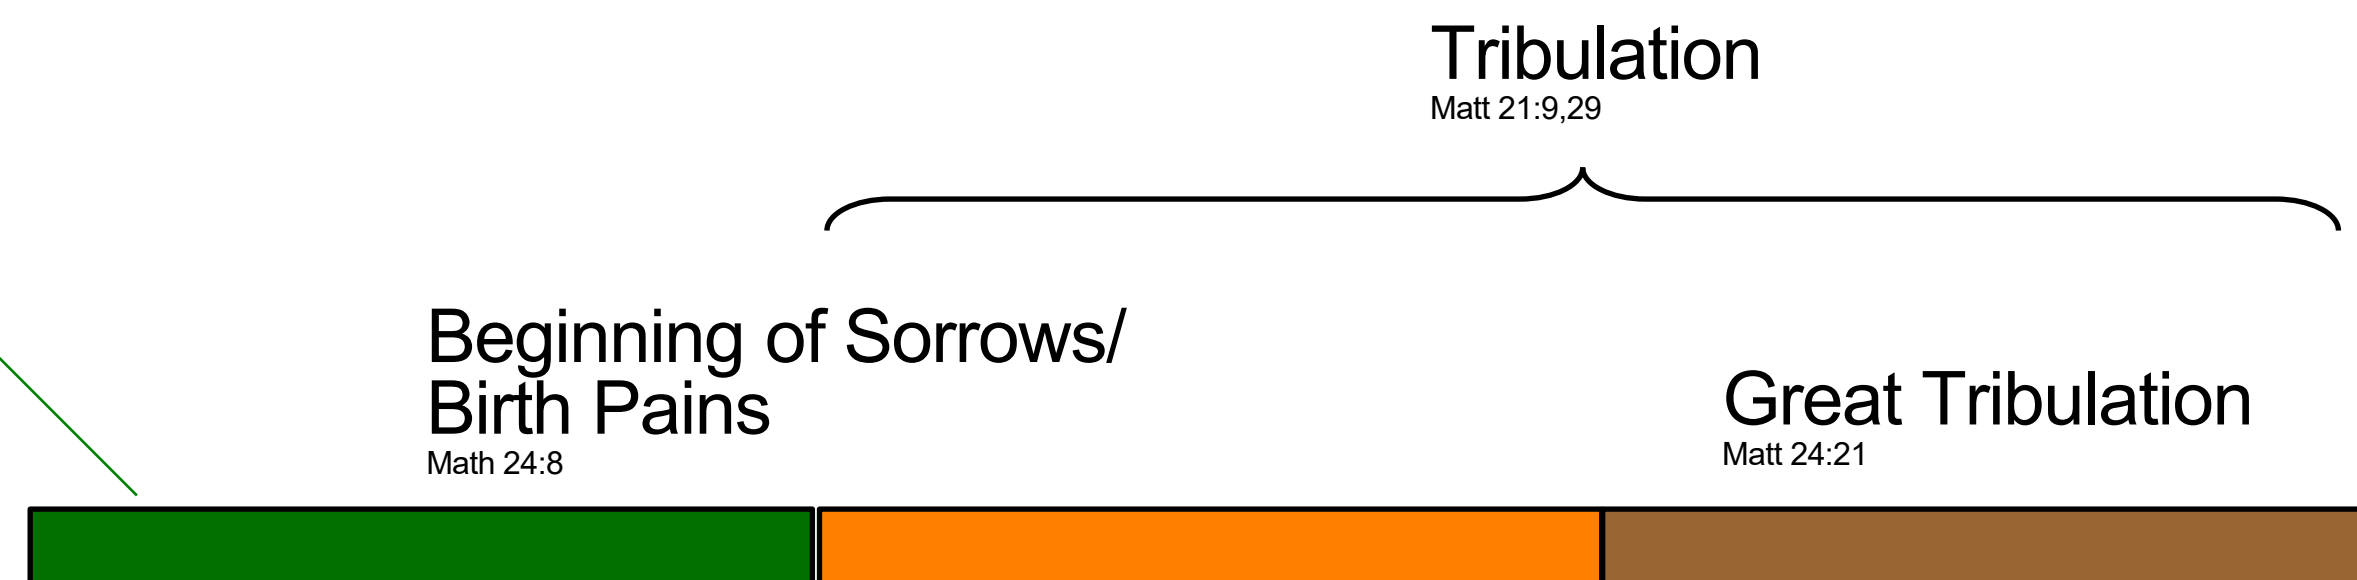 Tribulation
Matt 21:9,29
Beginning of Sorrows/
Birth Pains
Math 24:8
Great Tribulation
Matt 24:21